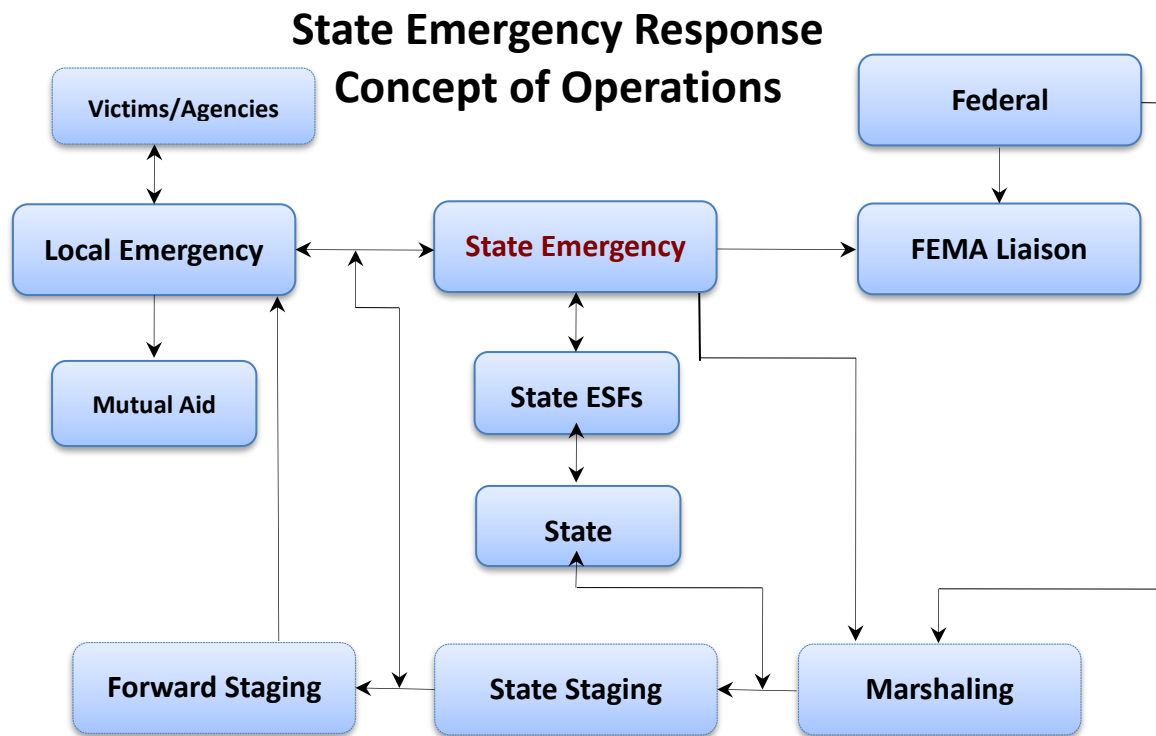 State Emergency Response
Concept of Operations
Victims/Agencies
Federal
Local Emergency
State Emergency
FEMA Liaison
Mutual Aid
State ESFs
State
Forward Staging
State Staging
Marshaling